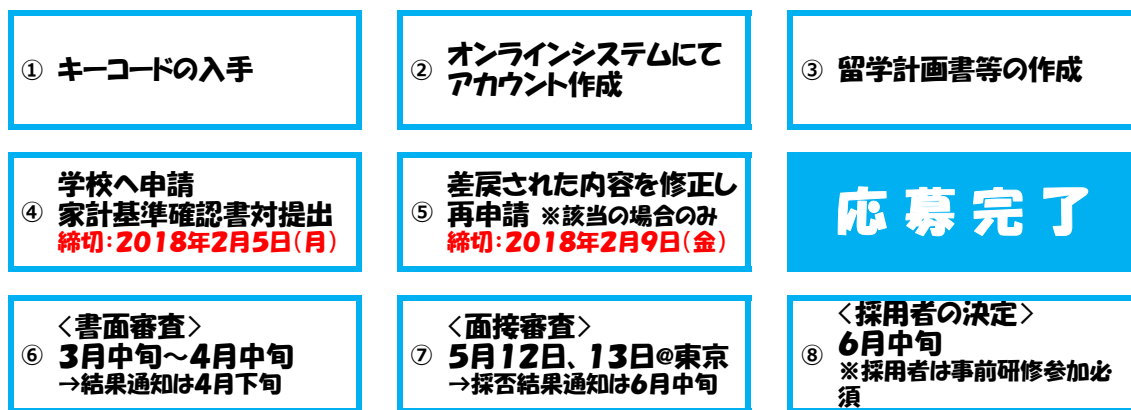 ① キーコードの入手
② オンラインシステムにて
アカウント作成
③ 留学計画書等の作成
④ 学校へ申請
家計基準確認書対提出
締切:2018年2月5日(月)
⑤ 差戻された内容を修正し
再申請 ※該当の場合のみ
締切:2018年2月9日(金)
応募完了
⑥ <書面審査>
3月中旬~4月中旬
→結果通知は4月下旬
⑦ <面接審査>
5月12日、13日@東京
→採否結果通知は6月中旬
⑧ <採用者の決定>
6月中旬
※採用者は事前研修参加必
須